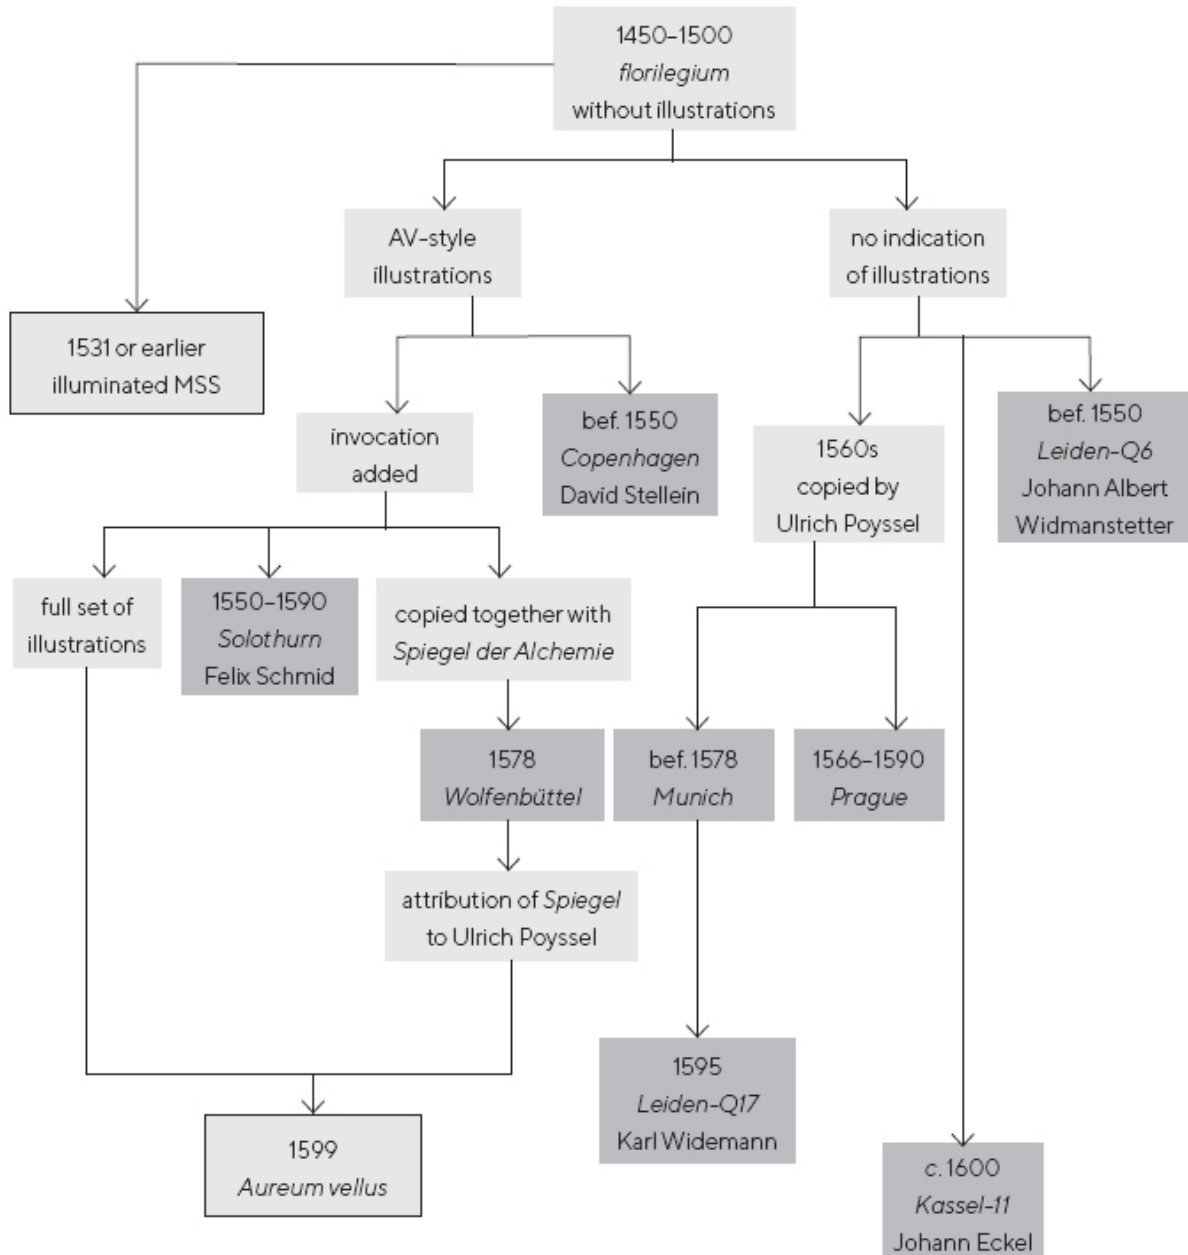 1450–1500
florilegium
without illustrations
AV-style
illustrations
no indication
of illustrations
1531 or earlier
illuminated MSS
invocation
added
bef. 1550
Copenhagen
David Stellein
1560s
copied by
Ulrich Poyssel
bef. 1550
Leiden-Q6
Johann Albert
Widmanstetter
full set of
illustrations
1550–1590
Solothurn
Felix Schmid
copied together with
Spiegel der Alchemie
1578
Wolfenbüttel
bef. 1578
Munich
1566–1590
Prague
attribution of Spiegel
to Ulrich Poyssel
1595
Leiden-Q17
Karl Widemann
1599
Aureum vellus
c. 1600
Kassel-11
Johann Eckel